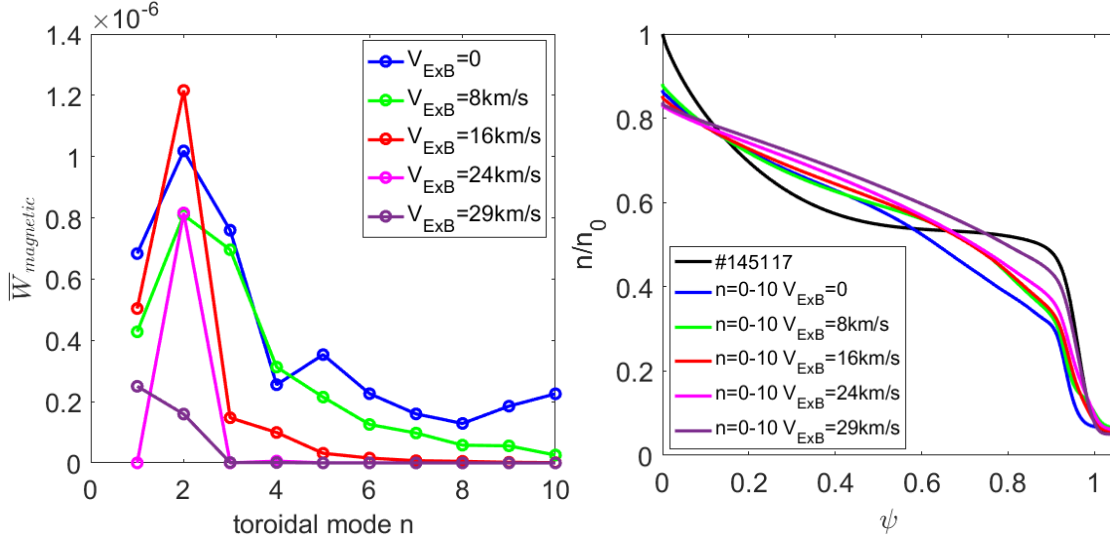 ×10⁻⁶
1.4
1.2
1
0.8
0.6
0.4
0.2
0
0 2 4 6 8 10
toroidal mode n
W̅ₘₐgₙₑₜᵢc
V_ExB=0
V_ExB=8km/s
V_ExB=16km/s
V_ExB=24km/s
V_ExB=29km/s
1
0.8
0.6
0.4
0.2
0
0 0.2 0.4 0.6 0.8 1
ψ
n/n₀
#145117
n=0-10 V_ExB=0
n=0-10 V_ExB=8km/s
n=0-10 V_ExB=16km/s
n=0-10 V_ExB=24km/s
n=0-10 V_ExB=29km/s